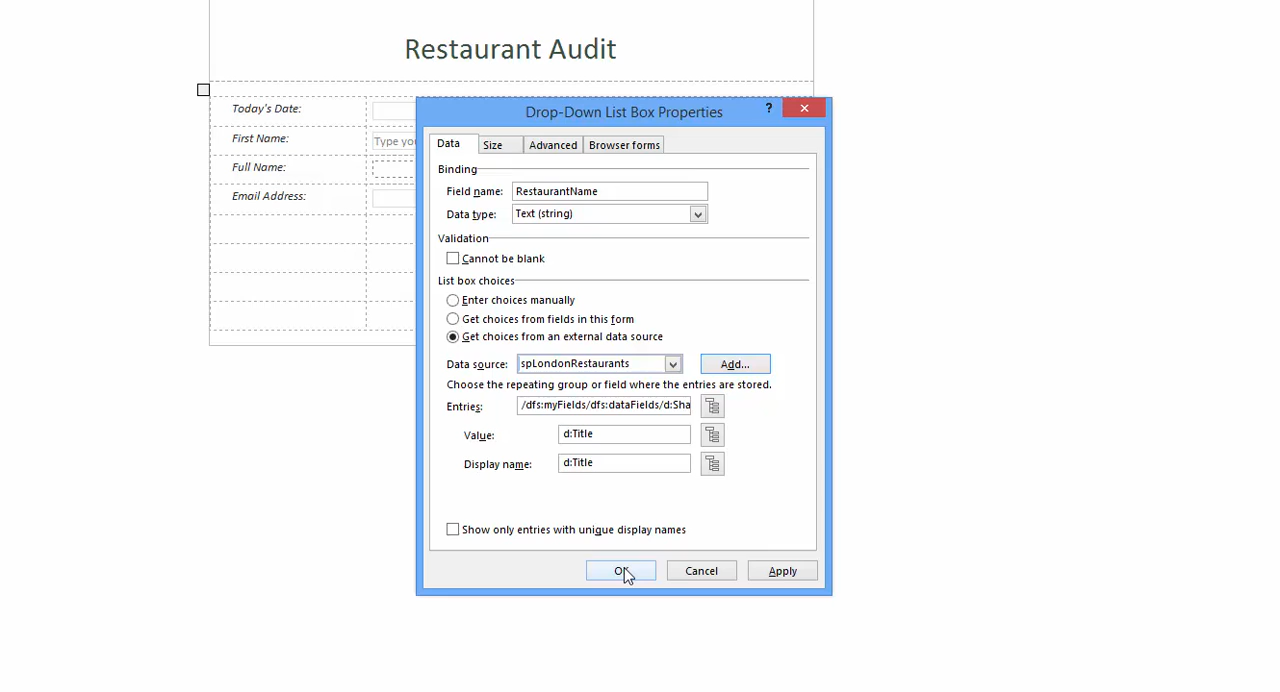 Restaurant Audit
Today's Date:
First Name:
Type you
Full Name:
Email Address:
Drop-Down List Box Properties
?
Data
Size
Advanced
Browser forms
Binding
Field name:
RestaurantName
Data type:
Text (string)
Validation
Cannot be blank
List box choices
Enter choices manually
Get choices from fields in this form
Get choices from an external data source
Data source:
spLondonRestaurants
Add...
Choose the repeating group or field where the entries are stored.
Entries:
/dfs:myFields/dfs:dataFields/d:Sha
Value:
d:Title
Display name:
d:Title
Show only entries with unique display names
OK
Cancel
Apply